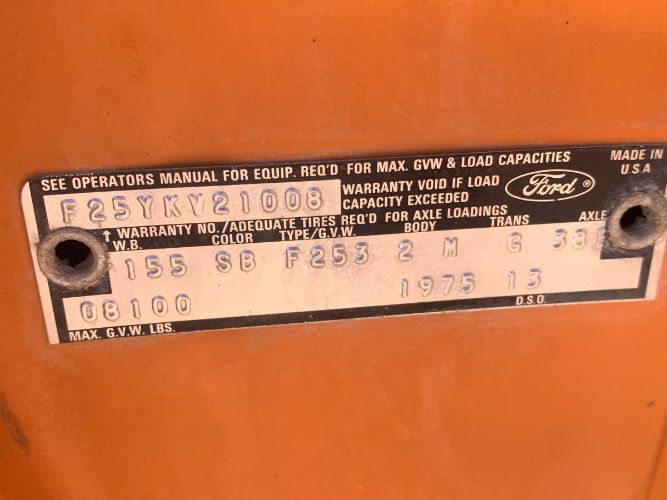 SEE OPERATORS MANUAL FOR EQUIP. REQ'D FOR MAX. GVW & LOAD CAPACITIES
MADE IN U S A
F25YKV21008
WARRANTY VOID IF LOAD CAPACITY EXCEEDED
Ford ®
↑ WARRANTY NO./ADEQUATE TIRES REQ'D FOR AXLE LOADINGS
W.B. COLOR TYPE/G.V.W. BODY TRANS AXLE
155 SB F253 2 M G
08100 1975 13
MAX. G.V.W. LBS. D.S.O.